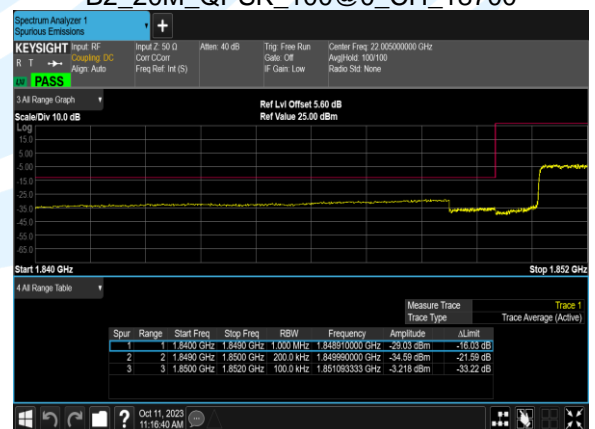 B2_20M_QPSK_100@0_CH_18700
Spectrum Analyzer 1
Spurious Emissions
KEYSIGHT Input: RF Input Z: 50 Ω Atten: 40 dB Trig: Free Run Center Freq: 22.005000000 GHz
R T Coupling: DC Corr CCorr Gate: Off Avg|Hold: 100/100
Align: Auto Freq Ref: Int (S) IF Gain: Low Radio Std: None
PASS
3 All Range Graph
Ref Lvl Offset 5.60 dB
Scale/Div 10.0 dB Ref Value 25.00 dBm
Log
15.0
5.00
-5.00
-15.0
-25.0
-35.0
-45.0
-55.0
-65.0
Start 1.840 GHz Stop 1.852 GHz
4 All Range Table
Measure Trace Trace 1
Trace Type Trace Average (Active)
Spur Range Start Freq Stop Freq RBW Frequency Amplitude ΔLimit
1 1 1.8400 GHz 1.8490 GHz 1.000 MHz 1.848910000 GHz -29.03 dBm -16.03 dB
2 2 1.8490 GHz 1.8500 GHz 200.0 kHz 1.849990000 GHz -34.59 dBm -21.59 dB
3 3 1.8500 GHz 1.8520 GHz 100.0 kHz 1.851093333 GHz -3.218 dBm -33.22 dB
? Oct 11, 2023
11:16:40 AM